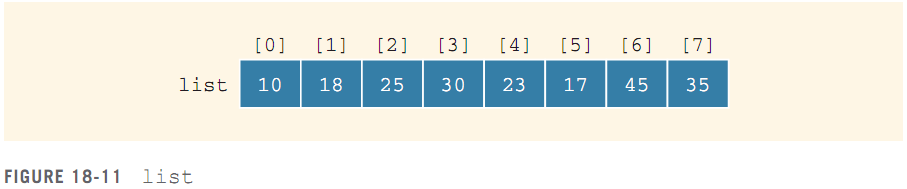 [0] [1] [2] [3] [4] [5] [6] [7]
list 10 18 25 30 23 17 45 35
FIGURE 18-11 list